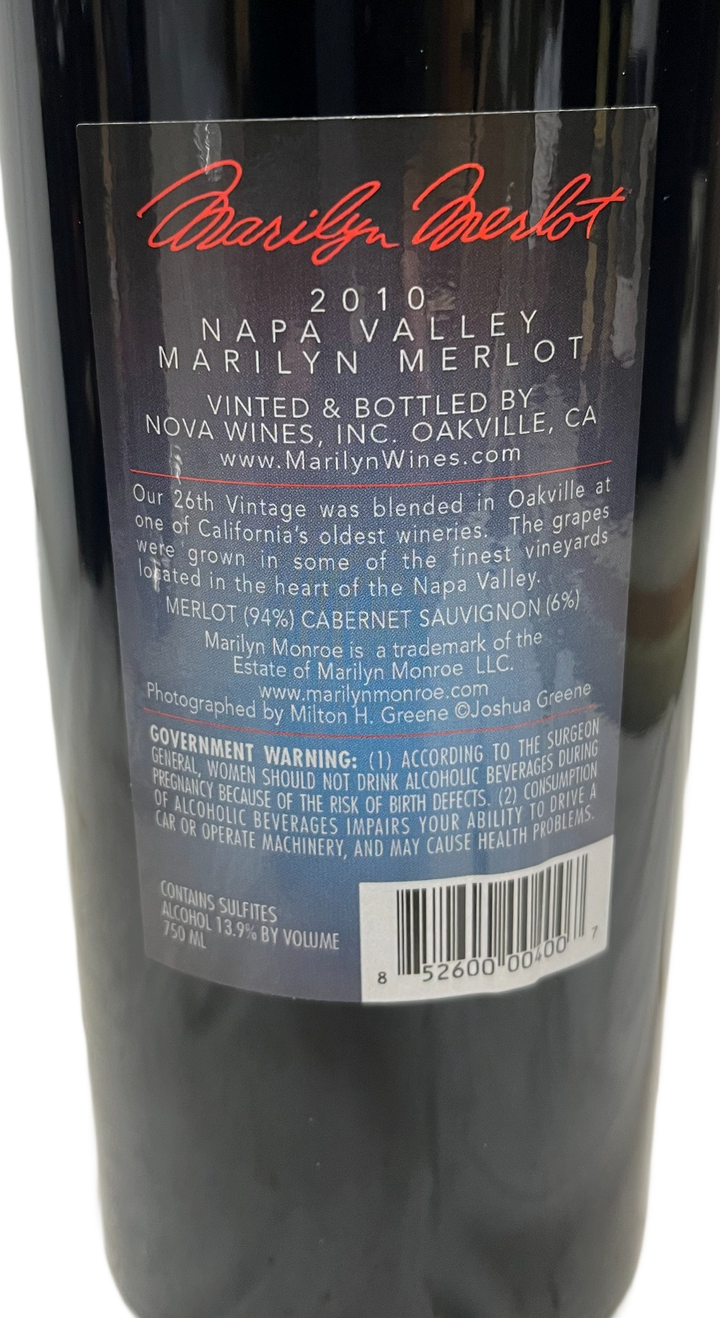 Marilyn Merlot
2010
NAPA VALLEY
MARILYN MERLOT
VINTED & BOTTLED BY
NOVA WINES, INC. OAKVILLE, CA
www.MarilynWines.com
Our 26th Vintage was blended in Oakville at
one of California's oldest wineries. The grapes
were grown in some of the finest vineyards
located in the heart of the Napa Valley.
MERLOT (94%) CABERNET SAUVIGNON (6%)
Marilyn Monroe is a trademark of the
Estate of Marilyn Monroe LLC.
www.marilynmonroe.com
Photographed by Milton H. Greene ©Joshua Greene
GOVERNMENT WARNING: (1) ACCORDING TO THE SURGEON
GENERAL, WOMEN SHOULD NOT DRINK ALCOHOLIC BEVERAGES DURING
PREGNANCY BECAUSE OF THE RISK OF BIRTH DEFECTS. (2) CONSUMPTION
OF ALCOHOLIC BEVERAGES IMPAIRS YOUR ABILITY TO DRIVE A
CAR OR OPERATE MACHINERY, AND MAY CAUSE HEALTH PROBLEMS.
CONTAINS SULFITES
ALCOHOL 13.9% BY VOLUME
750 ML
8 52600 00400 7